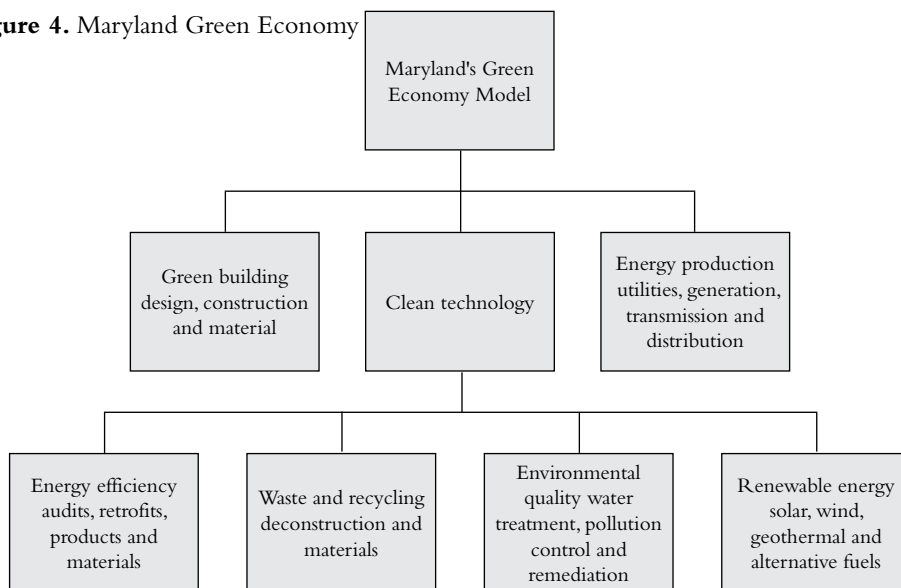 gure 4. Maryland Green Economy
Maryland's Green
Economy Model
Green building
design, construction
and material
Clean technology
Energy production
utilities, generation,
transmission and
distribution
Energy efficiency
audits, retrofits,
products and
materials
Waste and recycling
deconstruction and
materials
Environmental
quality water
treatment, pollution
control and
remediation
Renewable energy
solar, wind,
geothermal and
alternative fuels